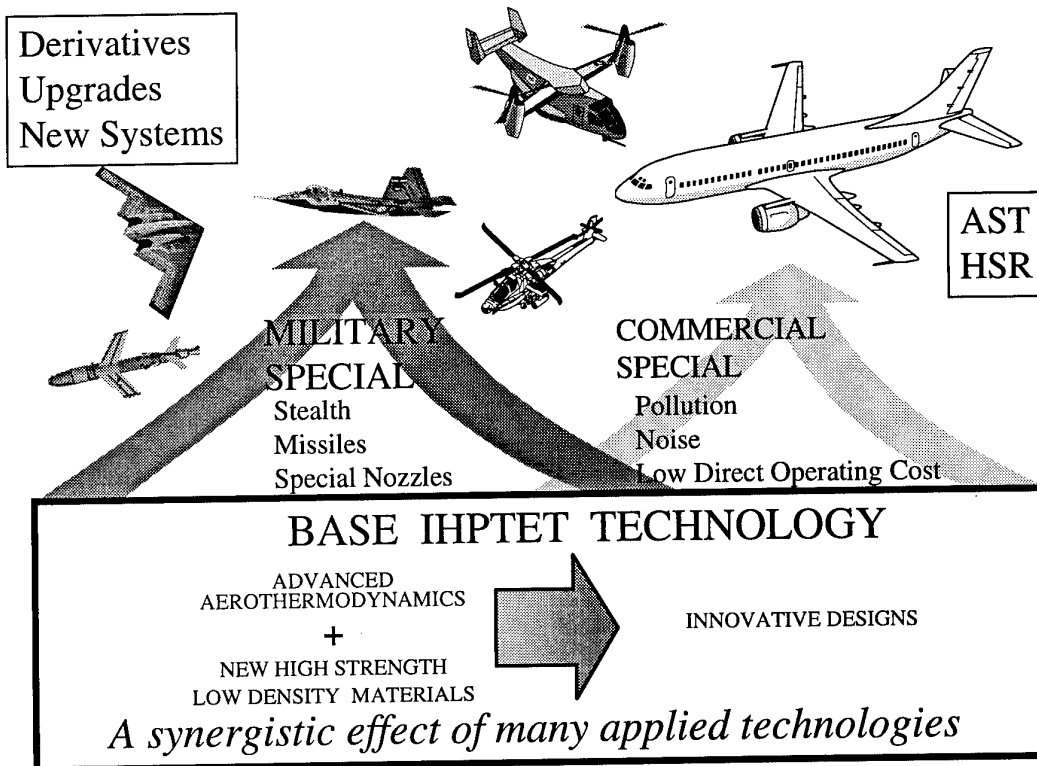 Derivatives
Upgrades
New Systems
AST
HSR
MILITARY
SPECIAL
Stealth
Missiles
Special Nozzles
COMMERCIAL
SPECIAL
Pollution
Noise
Low Direct Operating Cost
BASE IHPTET TECHNOLOGY
ADVANCED
AEROTHERMODYNAMICS
+
NEW HIGH STRENGTH
LOW DENSITY MATERIALS
INNOVATIVE DESIGNS
A synergistic effect of many applied technologies